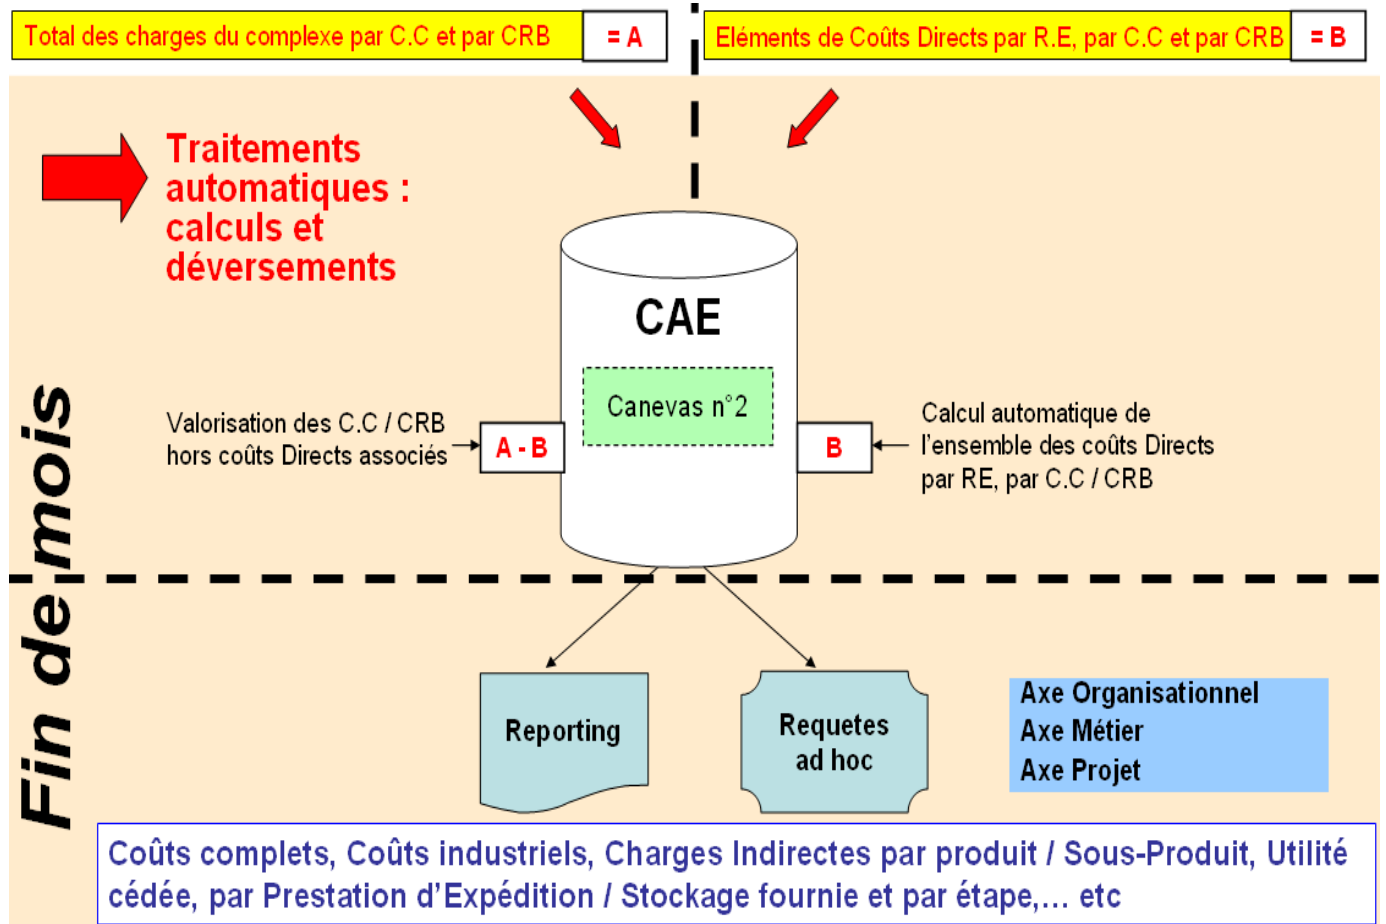 Total des charges du complexe par C.C et par CRB
= A
Eléments de Coûts Directs par R.E, par C.C et par CRB
= B
Traitements
automatiques :
calculs et
déversements
CAE
Canevas n°2
Valorisation des C.C / CRB
hors coûts Directs associés
A - B
B
Calcul automatique de
l'ensemble des coûts Directs
par RE, par C.C / CRB
Fin de mois
Reporting
Requetes
ad hoc
Axe Organisationnel
Axe Métier
Axe Projet
Coûts complets, Coûts industriels, Charges Indirectes par produit / Sous-Produit, Utilité
cédée, par Prestation d'Expédition / Stockage fournie et par étape,... etc